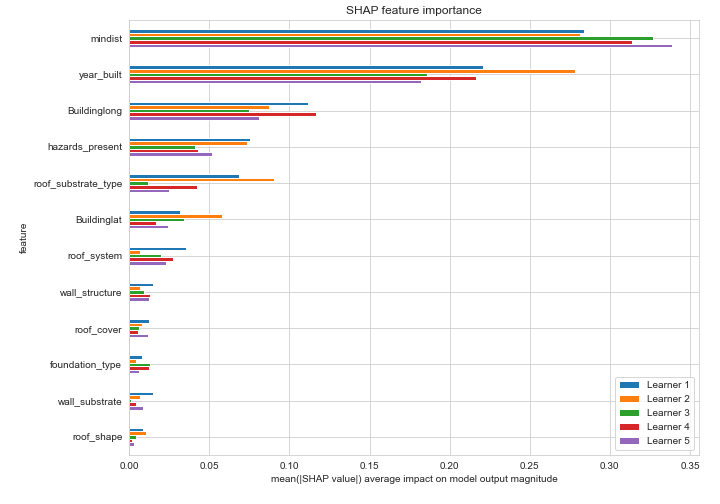 SHAP feature importance
mindist
year_built
Buildinglong
hazards_present
roof_substrate_type
Buildinglat
roof_system
wall_structure
roof_cover
foundation_type
wall_substrate
roof_shape
feature
Learner 1
Learner 2
Learner 3
Learner 4
Learner 5
0.00 0.05 0.10 0.15 0.20 0.25 0.30 0.35
mean(|SHAP value|) average impact on model output magnitude